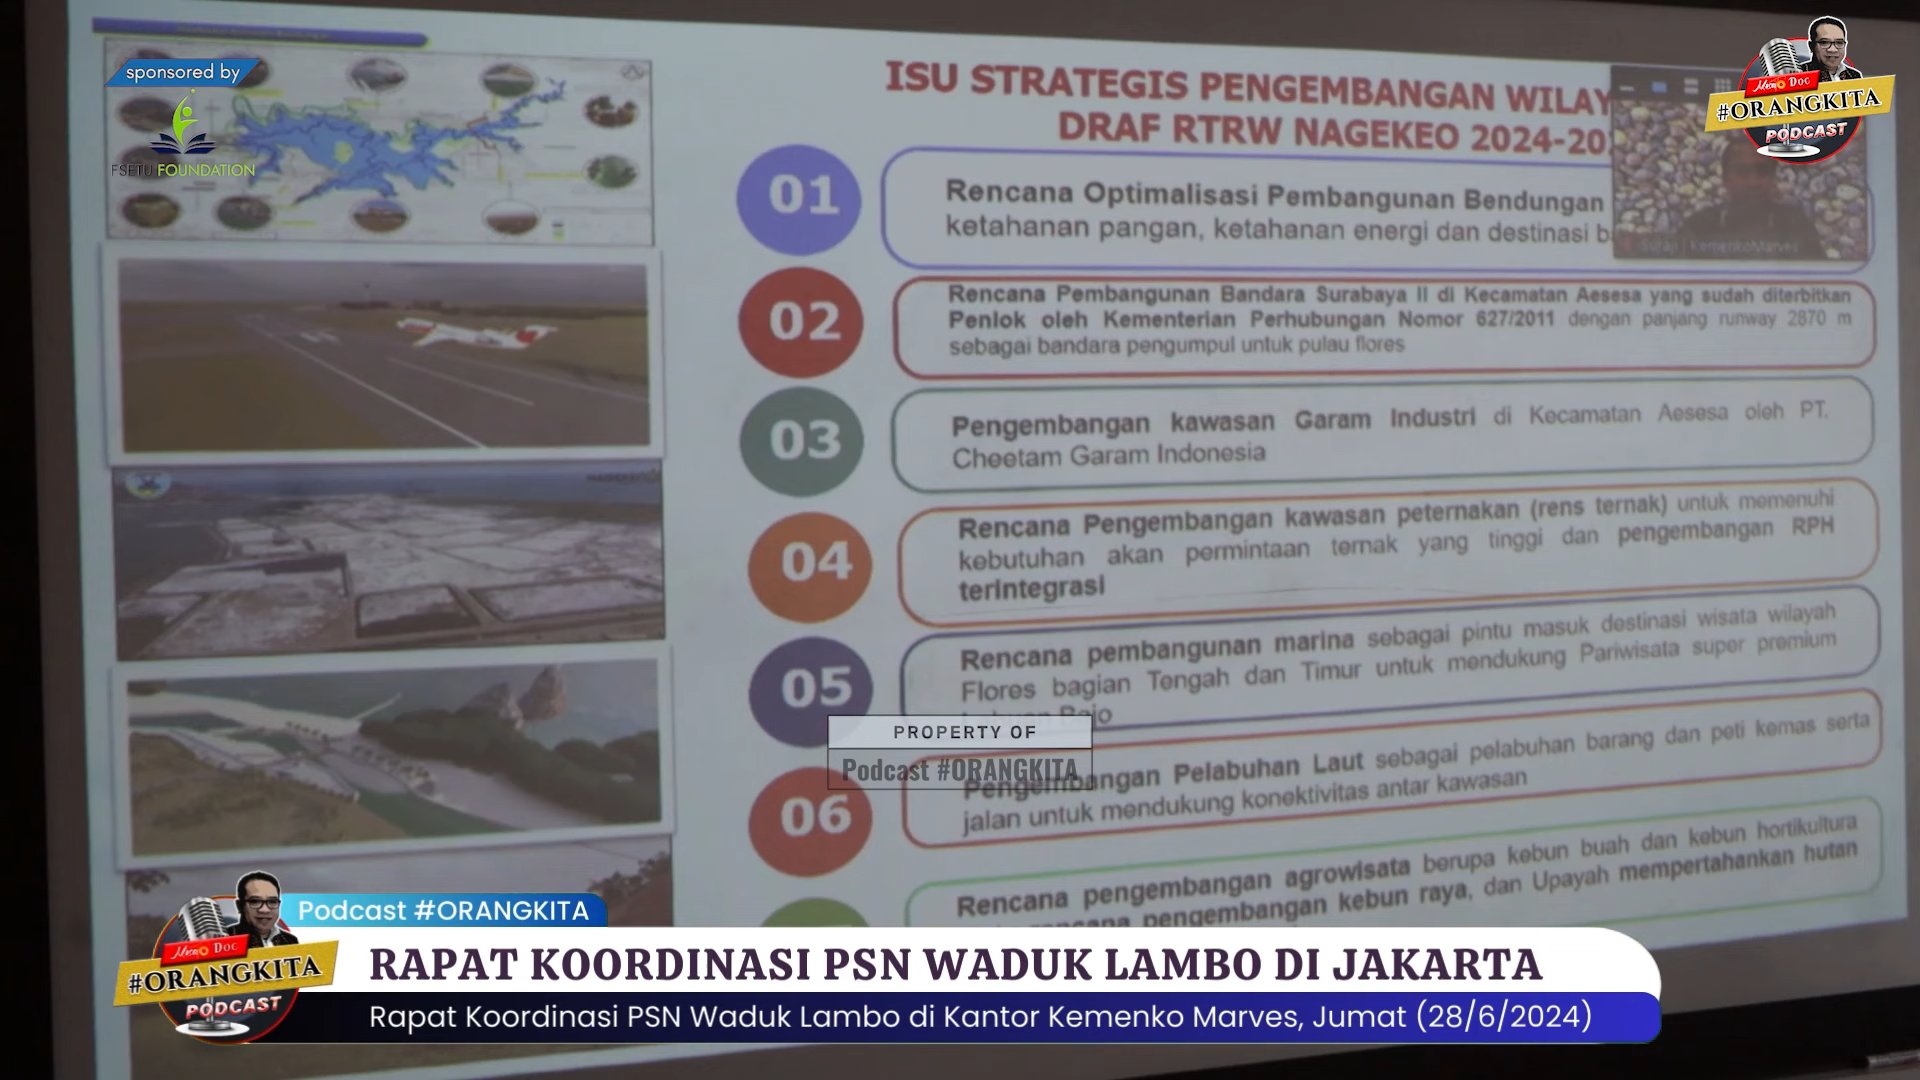 sponsored by
FSETU FOUNDATION
ISU STRATEGIS PENGEMBANGAN WILAY
DRAF RTRW NAGEKEO 2024-20
#ORANGKITA
PODCAST
01
Rencana Optimalisasi Pembangunan Bendungan
ketahanan pangan, ketahanan energi dan destinasi b
Suraji | KemenkoMarves
02
Rencana Pembangunan Bandara Surabaya II di Kecamatan Aesesa yang sudah diterbitkan
Penlok oleh Kementerian Perhubungan Nomor 627/2011 dengan panjang runway 2870 m
sebagai bandara pengumpul untuk pulau flores
03
Pengembangan kawasan Garam Industri di Kecamatan Aesesa oleh PT.
Cheetam Garam Indonesia
04
Rencana Pengembangan kawasan peternakan (rens ternak) untuk memenuhi
kebutuhan akan permintaan ternak yang tinggi dan pengembangan RPH
terintegrasi
05
Rencana pembangunan marina sebagai pintu masuk destinasi wisata wilayah
Flores bagian Tengah dan Timur untuk mendukung Pariwisata super premium
Labuan Bajo
PROPERTY OF
Podcast #ORANGKITA
06
Pengembangan Pelabuhan Laut sebagai pelabuhan barang dan peti kemas serta
jalan untuk mendukung konektivitas antar kawasan
Rencana pengembangan agrowisata berupa kebun buah dan kebun hortikultura
rencana pengembangan kebun raya, dan Upayah mempertahankan hutan
Podcast #ORANGKITA
Meso Doc
#ORANGKITA
PODCAST
RAPAT KOORDINASI PSN WADUK LAMBO DI JAKARTA
Rapat Koordinasi PSN Waduk Lambo di Kantor Kemenko Marves, Jumat (28/6/2024)